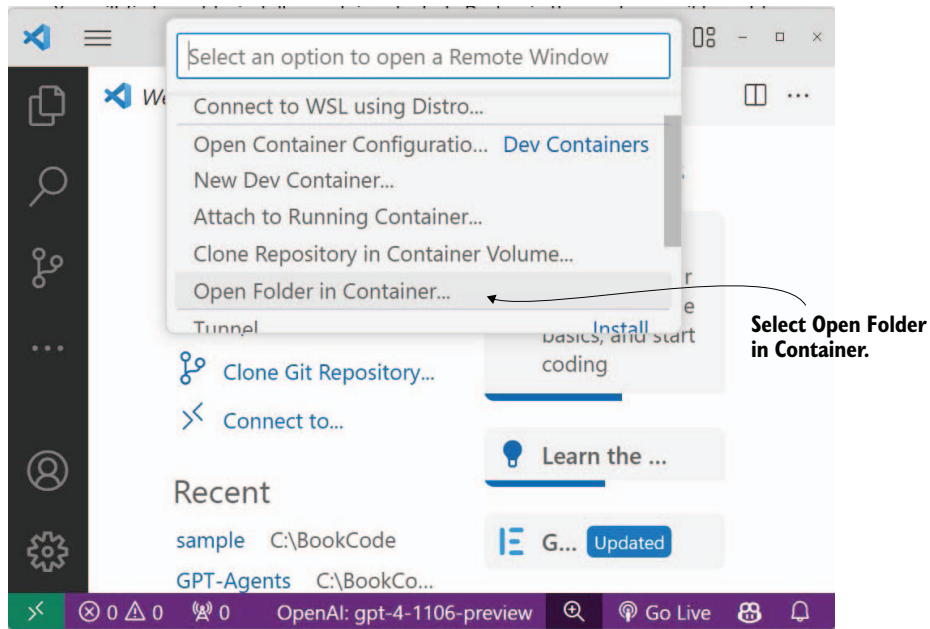 Select an option to open a Remote Window
We
Connect to WSL using Distro...
Open Container Configuratio... Dev Containers
New Dev Container...
Attach to Running Container...
Clone Repository in Container Volume...
Open Folder in Container...
Tunnel Install
r
e
basics, and start
coding
Select Open Folder
in Container.
Clone Git Repository...
Connect to...
Learn the ...
Recent
sample C:\BookCode
G... Updated
GPT-Agents C:\BookCo...
0 0 0 OpenAI: gpt-4-1106-preview Go Live